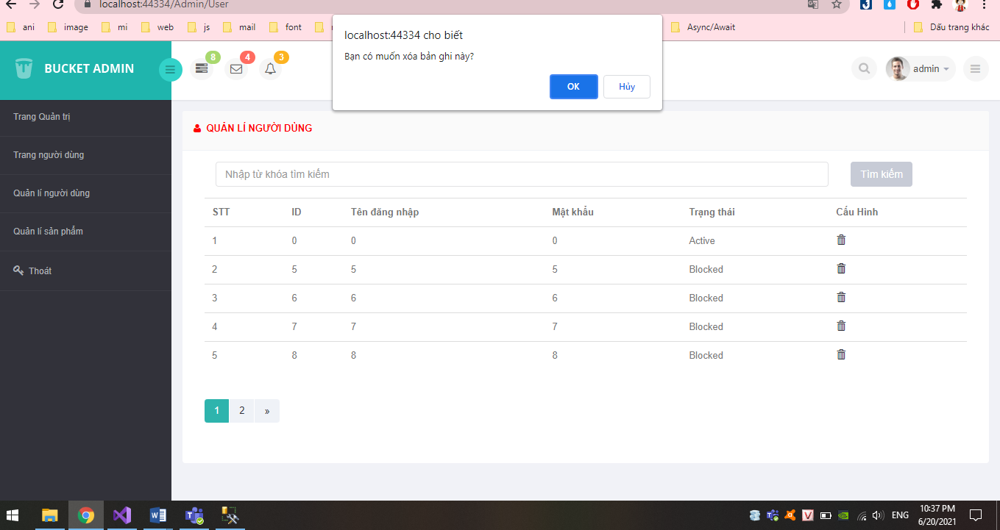 localhost:44334/Admin/User
ani image mi web js mail font Async/Await Dấu trang khác
localhost:44334 cho biết
Bạn có muốn xóa bản ghi này?
OK Hủy
BUCKET ADMIN
8 4 3
admin
Trang Quản trị
Trang người dùng
Quản lí người dùng
Quản lí sản phẩm
Thoát
QUẢN LÍ NGƯỜI DÙNG
Nhập từ khóa tìm kiếm Tìm kiếm
STT ID Tên đăng nhập Mật khẩu Trạng thái Cấu Hình
1 0 0 0 Active
2 5 5 5 Blocked
3 6 6 6 Blocked
4 7 7 7 Blocked
5 8 8 8 Blocked
1 2 »
ENG
10:37 PM
6/20/2021